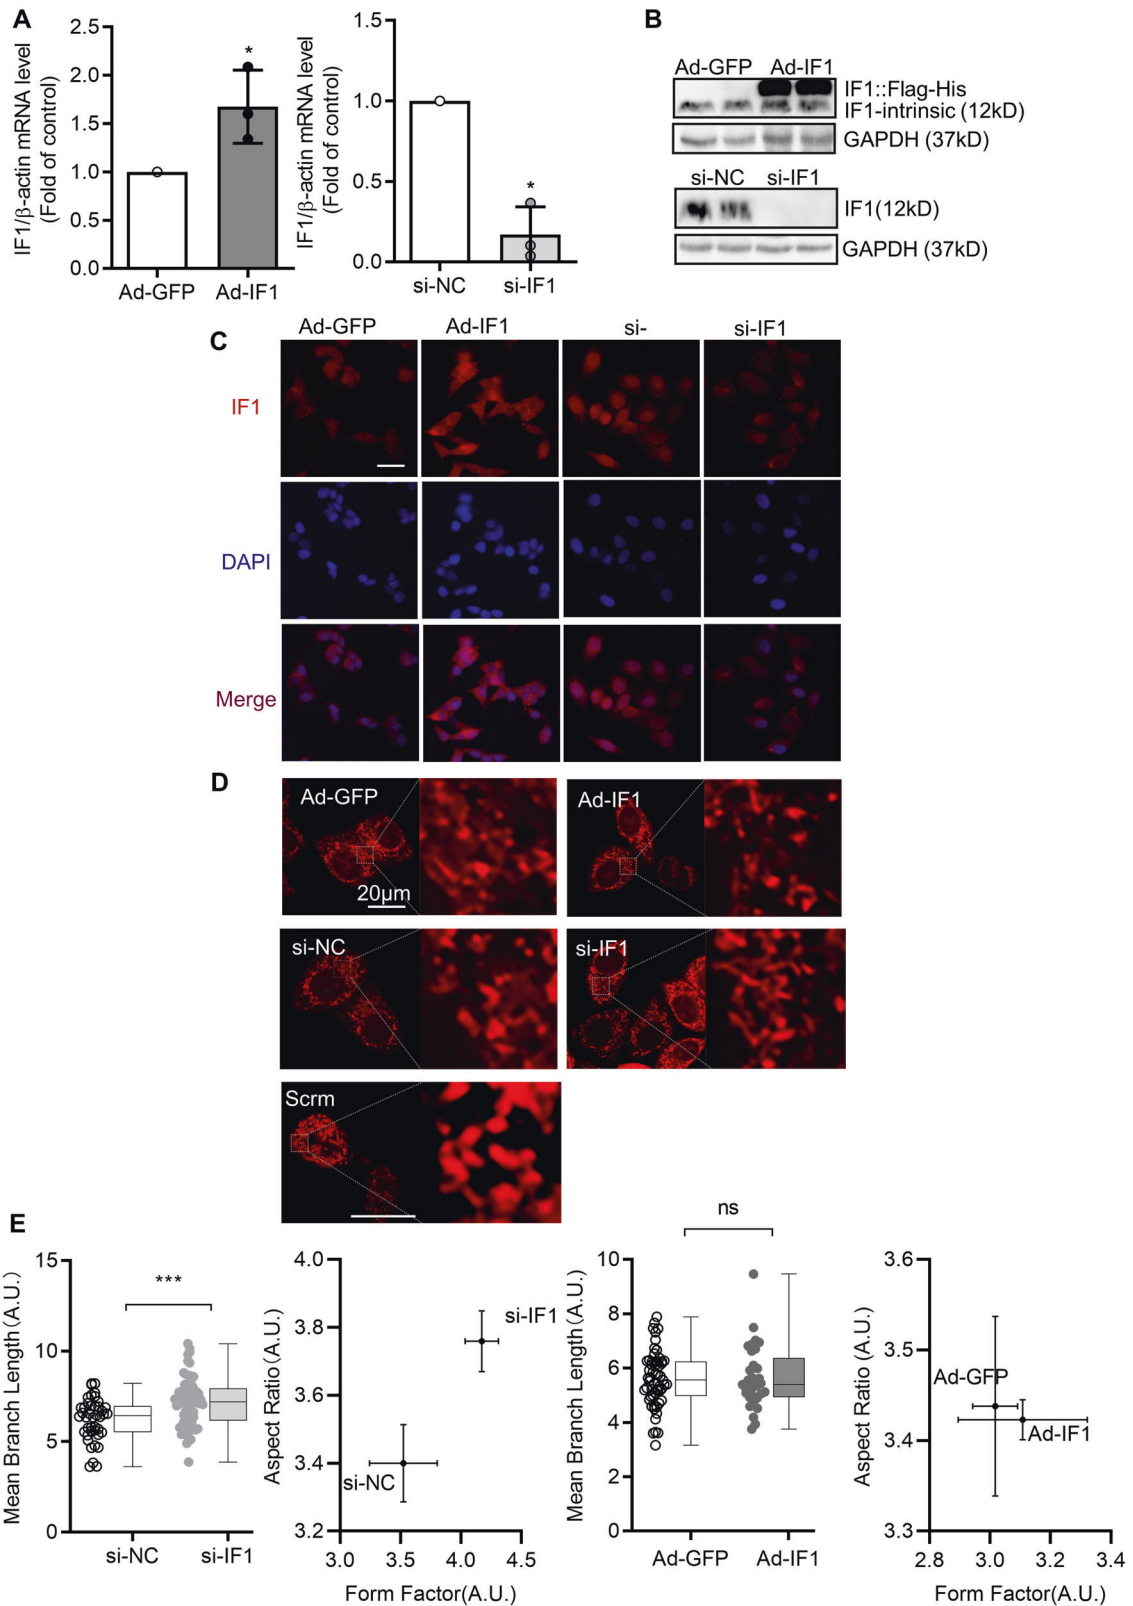 A
IF1/β-actin mRNA level
(Fold of control)
2.5
2.0
1.5
1.0
0.5
0.0
*
Ad-GFP
Ad-IF1
IF1/β-actin mRNA level
(Fold of control)
1.5
1.0
0.5
0.0
*
si-NC
si-IF1
B
Ad-GFP Ad-IF1
IF1::Flag-His
IF1-intrinsic (12kD)
GAPDH (37kD)
si-NC si-IF1
IF1(12kD)
GAPDH (37kD)
C
Ad-GFP Ad-IF1 si- si-IF1
IF1
DAPI
Merge
D
Ad-GFP
20μm
Ad-IF1
si-NC
si-IF1
Scrm
E
Mean Branch Length(A.U.)
15
10
5
0
***
si-NC si-IF1
Aspect Ratio(A.U.)
4.0
3.8
3.6
3.4
3.2
si-IF1
si-NC
3.0 3.5 4.0 4.5
Form Factor(A.U.)
Mean Branch Length(A.U.)
10
8
6
4
2
0
ns
Ad-GFP Ad-IF1
Aspect Ratio (A.U.)
3.6
3.5
3.4
3.3
Ad-GFP
Ad-IF1
2.8 3.0 3.2 3.4
Form Factor(A.U.)